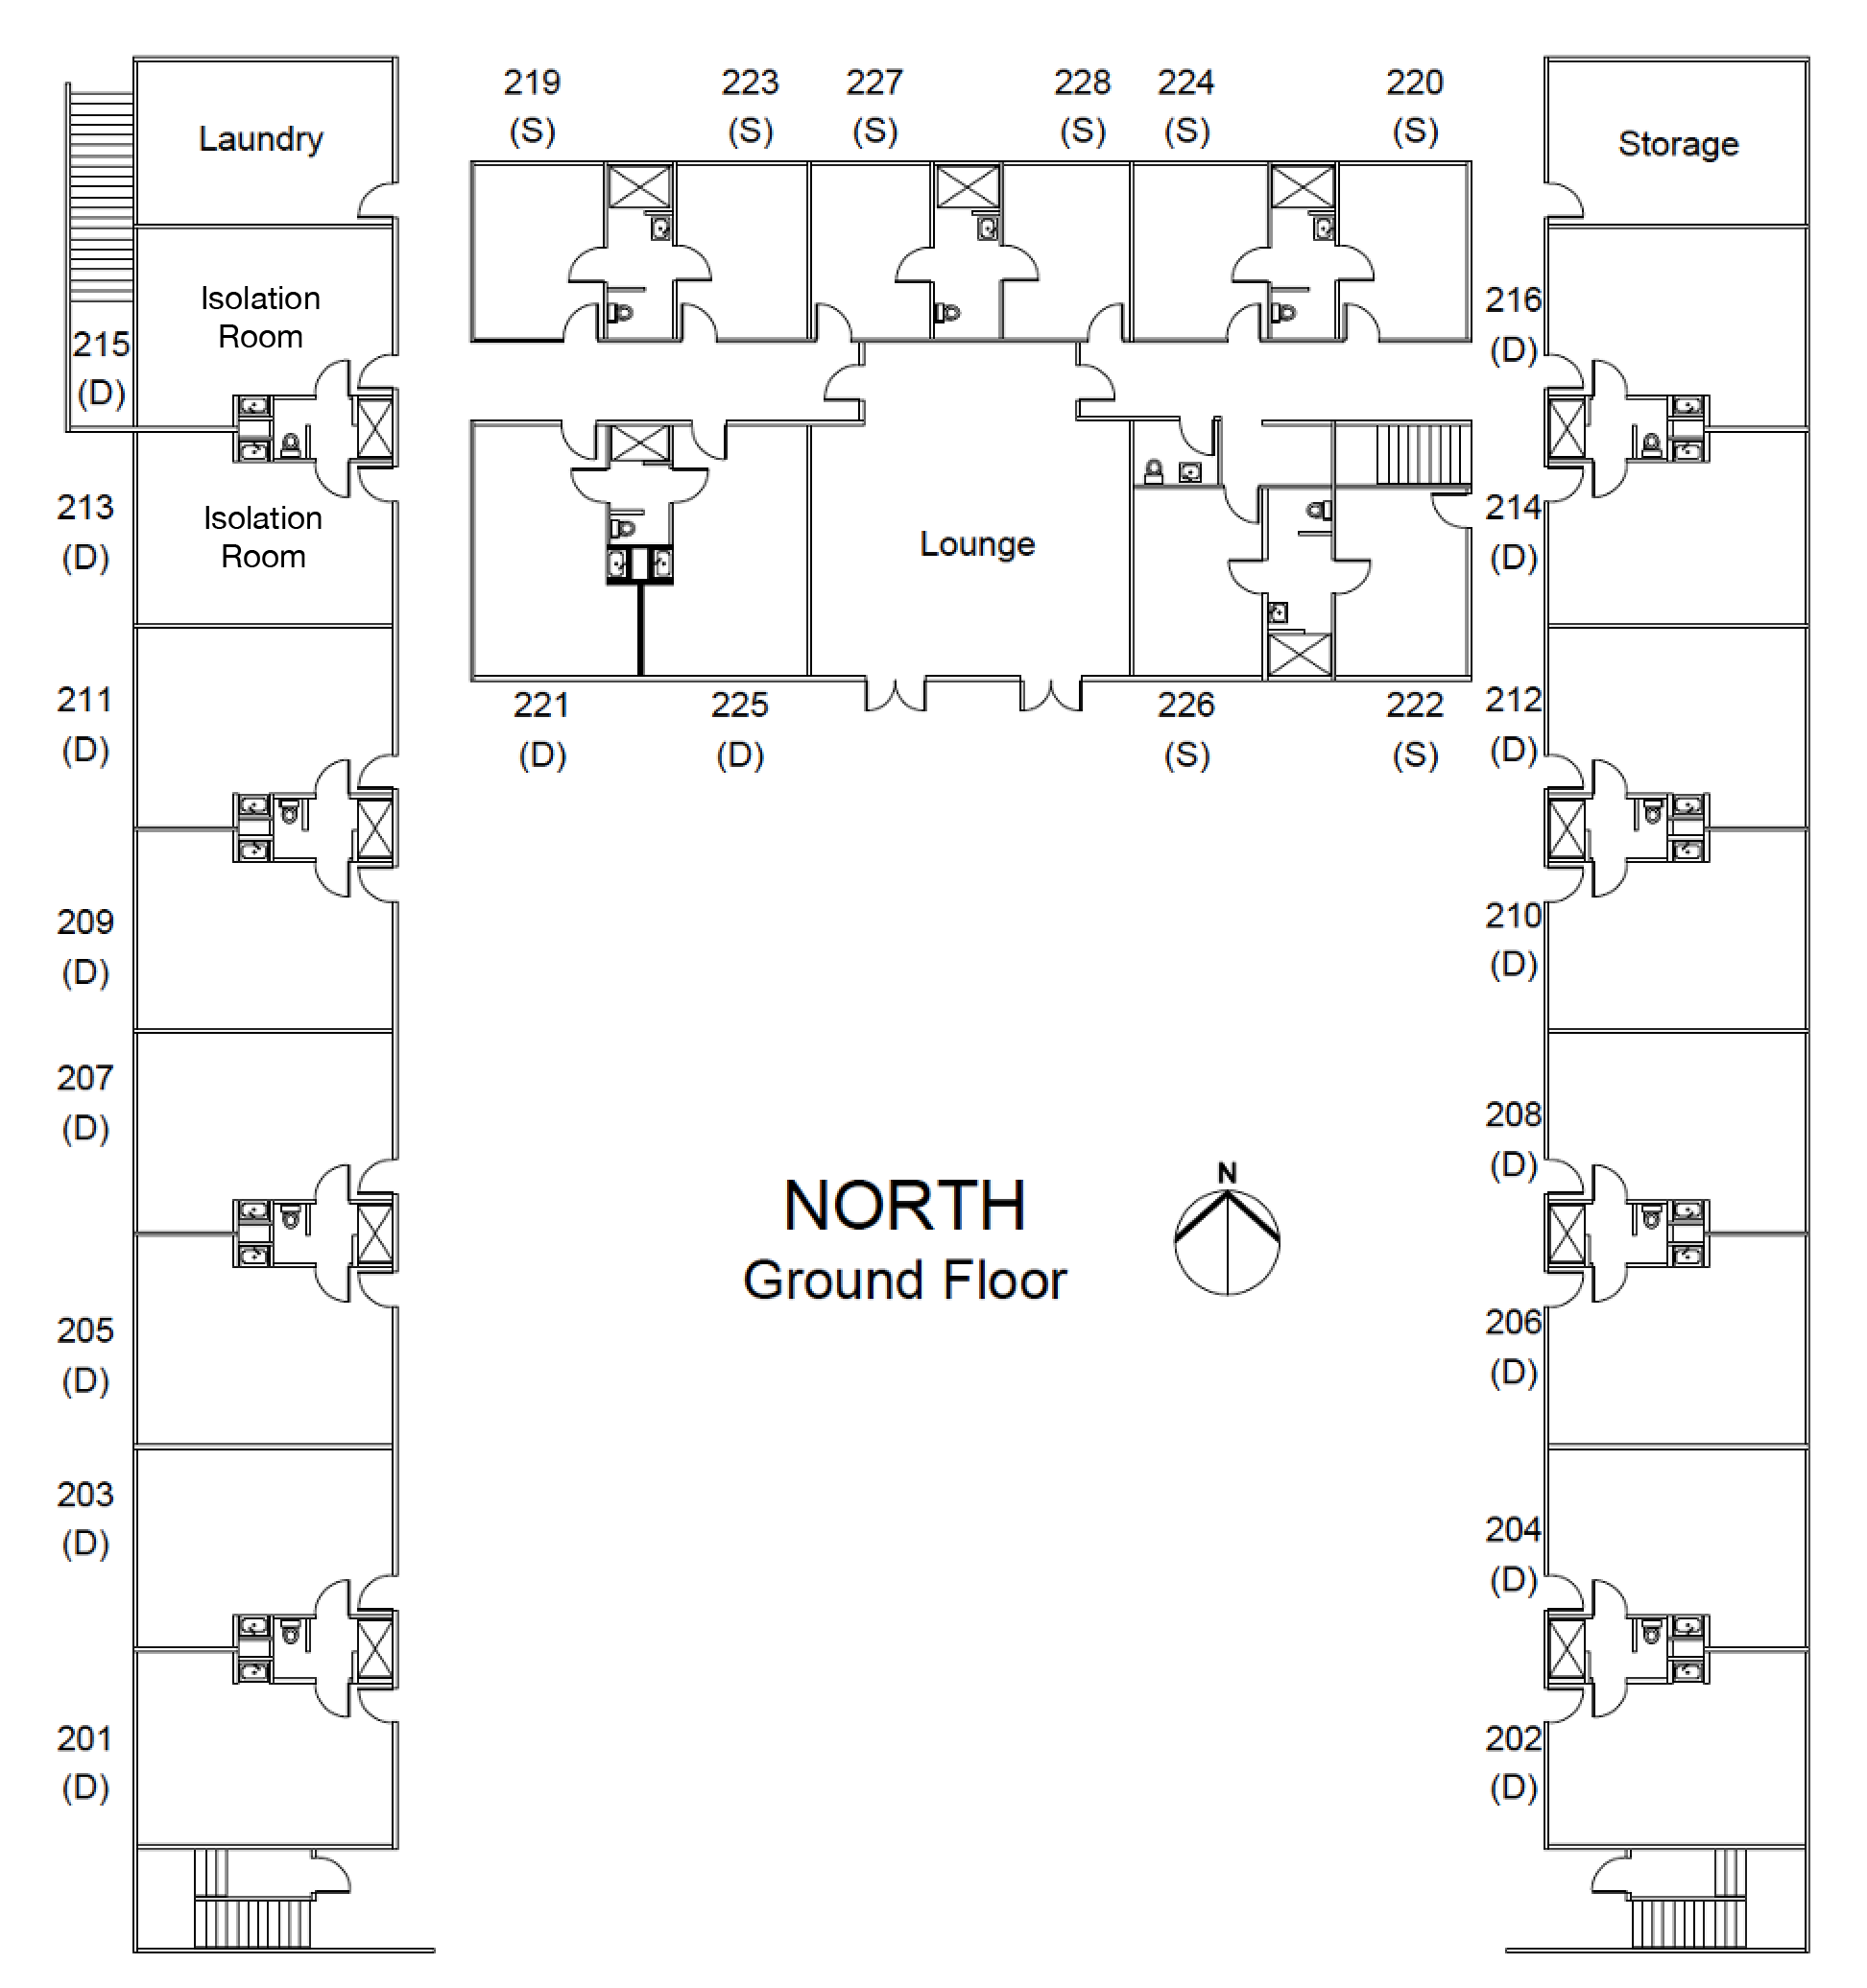 219
(S)
223
(S)
227
(S)
228
(S)
224
(S)
220
(S)
Laundry
Storage
Isolation
Room
215
(D)
216
(D)
213
(D)
Isolation
Room
Lounge
214
(D)
211
(D)
221
(D)
225
(D)
226
(S)
222
(S)
212
(D)
209
(D)
210
(D)
207
(D)
208
(D)
NORTH
Ground Floor
N
205
(D)
206
(D)
203
(D)
204
(D)
201
(D)
202
(D)